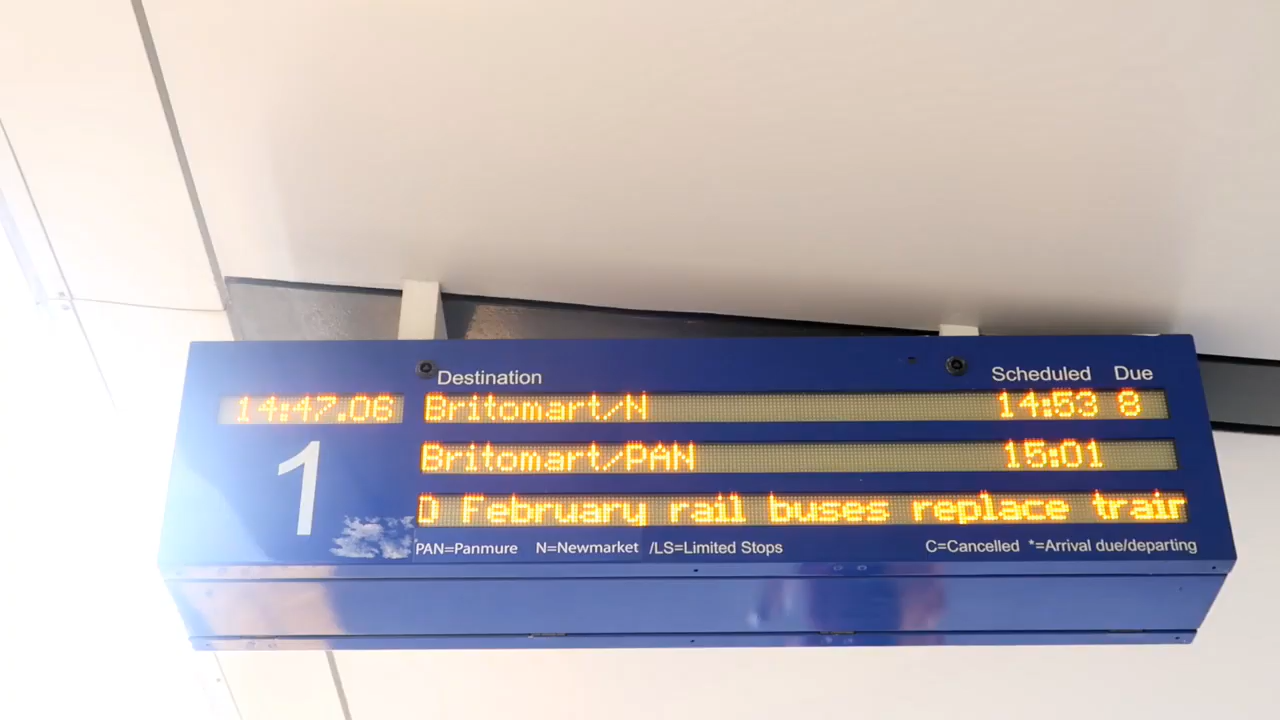 Destination Scheduled Due
14:47.06 Britomart/N 14:53 8
1
Britomart/PAN 15:01
February rail buses replace
PAN=Panmure N=Newmarket /LS=Limited Stops C=Cancelled *=Arrival due/departing